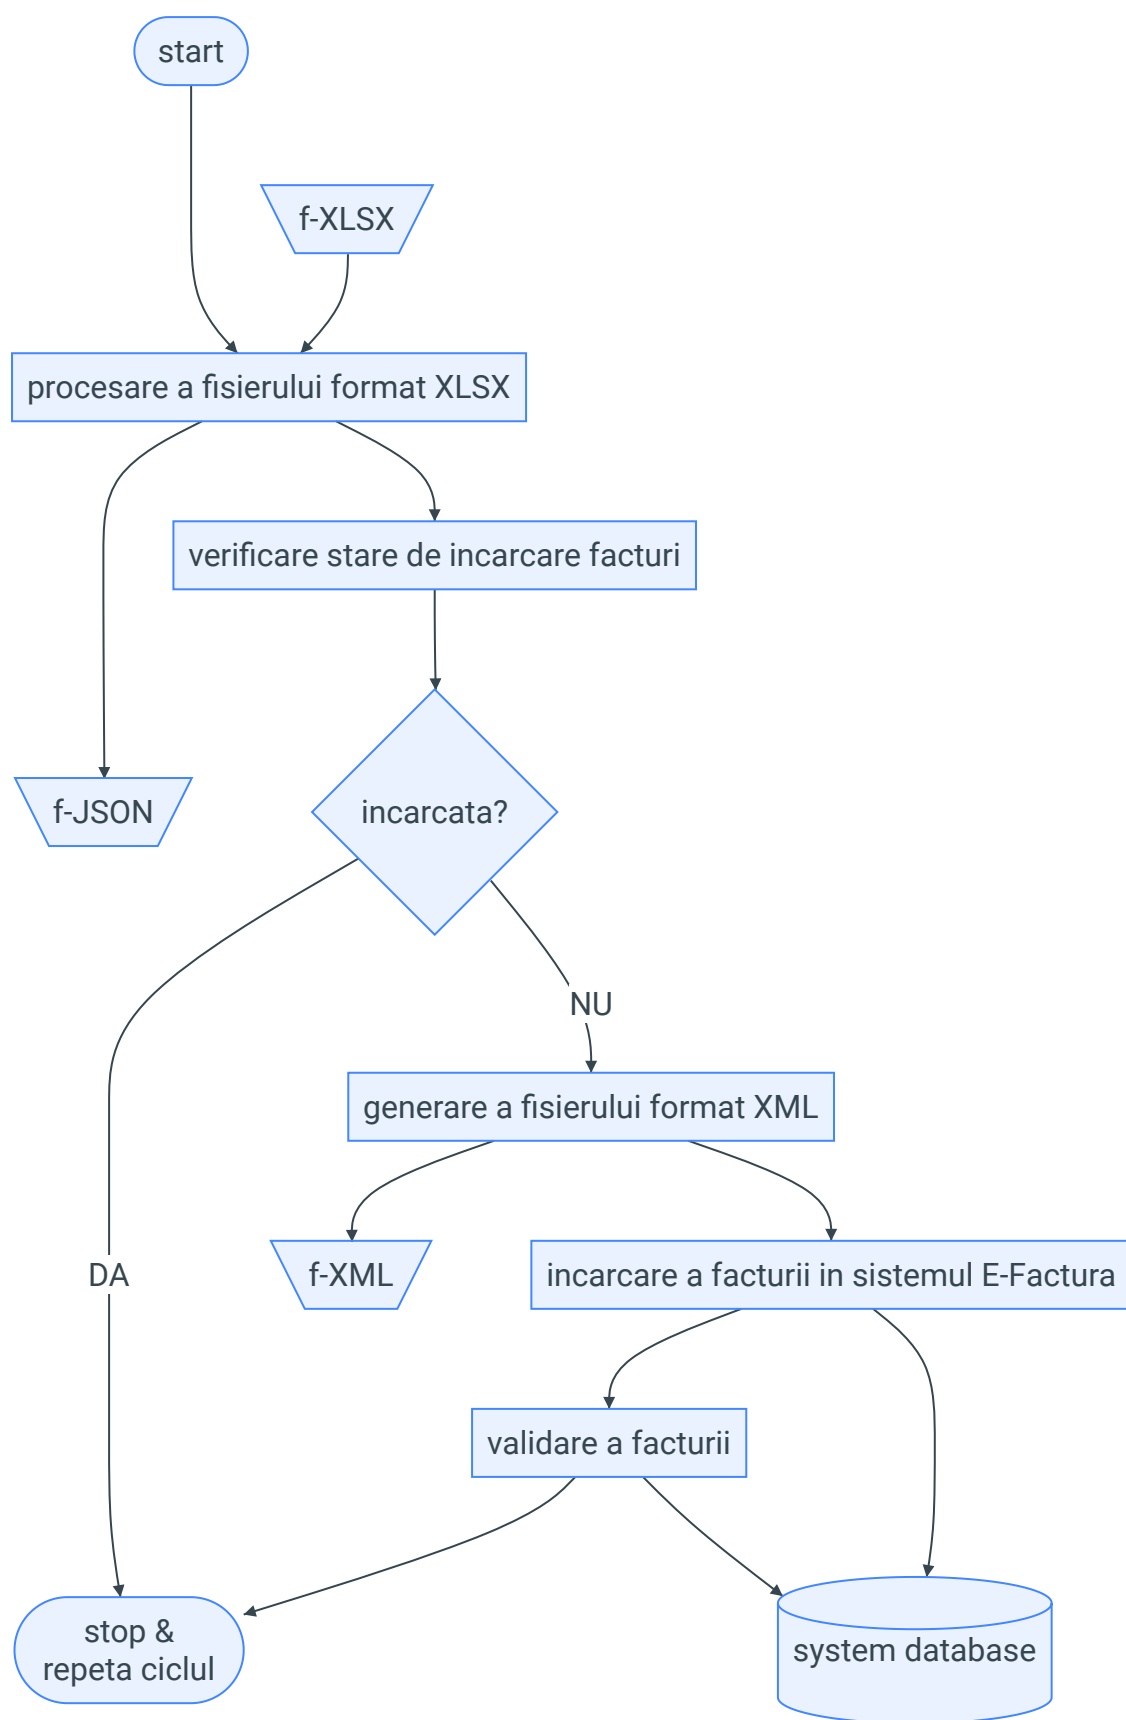 start
f-XLSX
procesare a fisierului format XLSX
verificare stare de incarcare facturi
f-JSON
incarcata?
NU
generare a fisierului format XML
DA
f-XML
incarcare a facturii in sistemul E-Factura
validare a facturii
stop &
repeta ciclul
system database